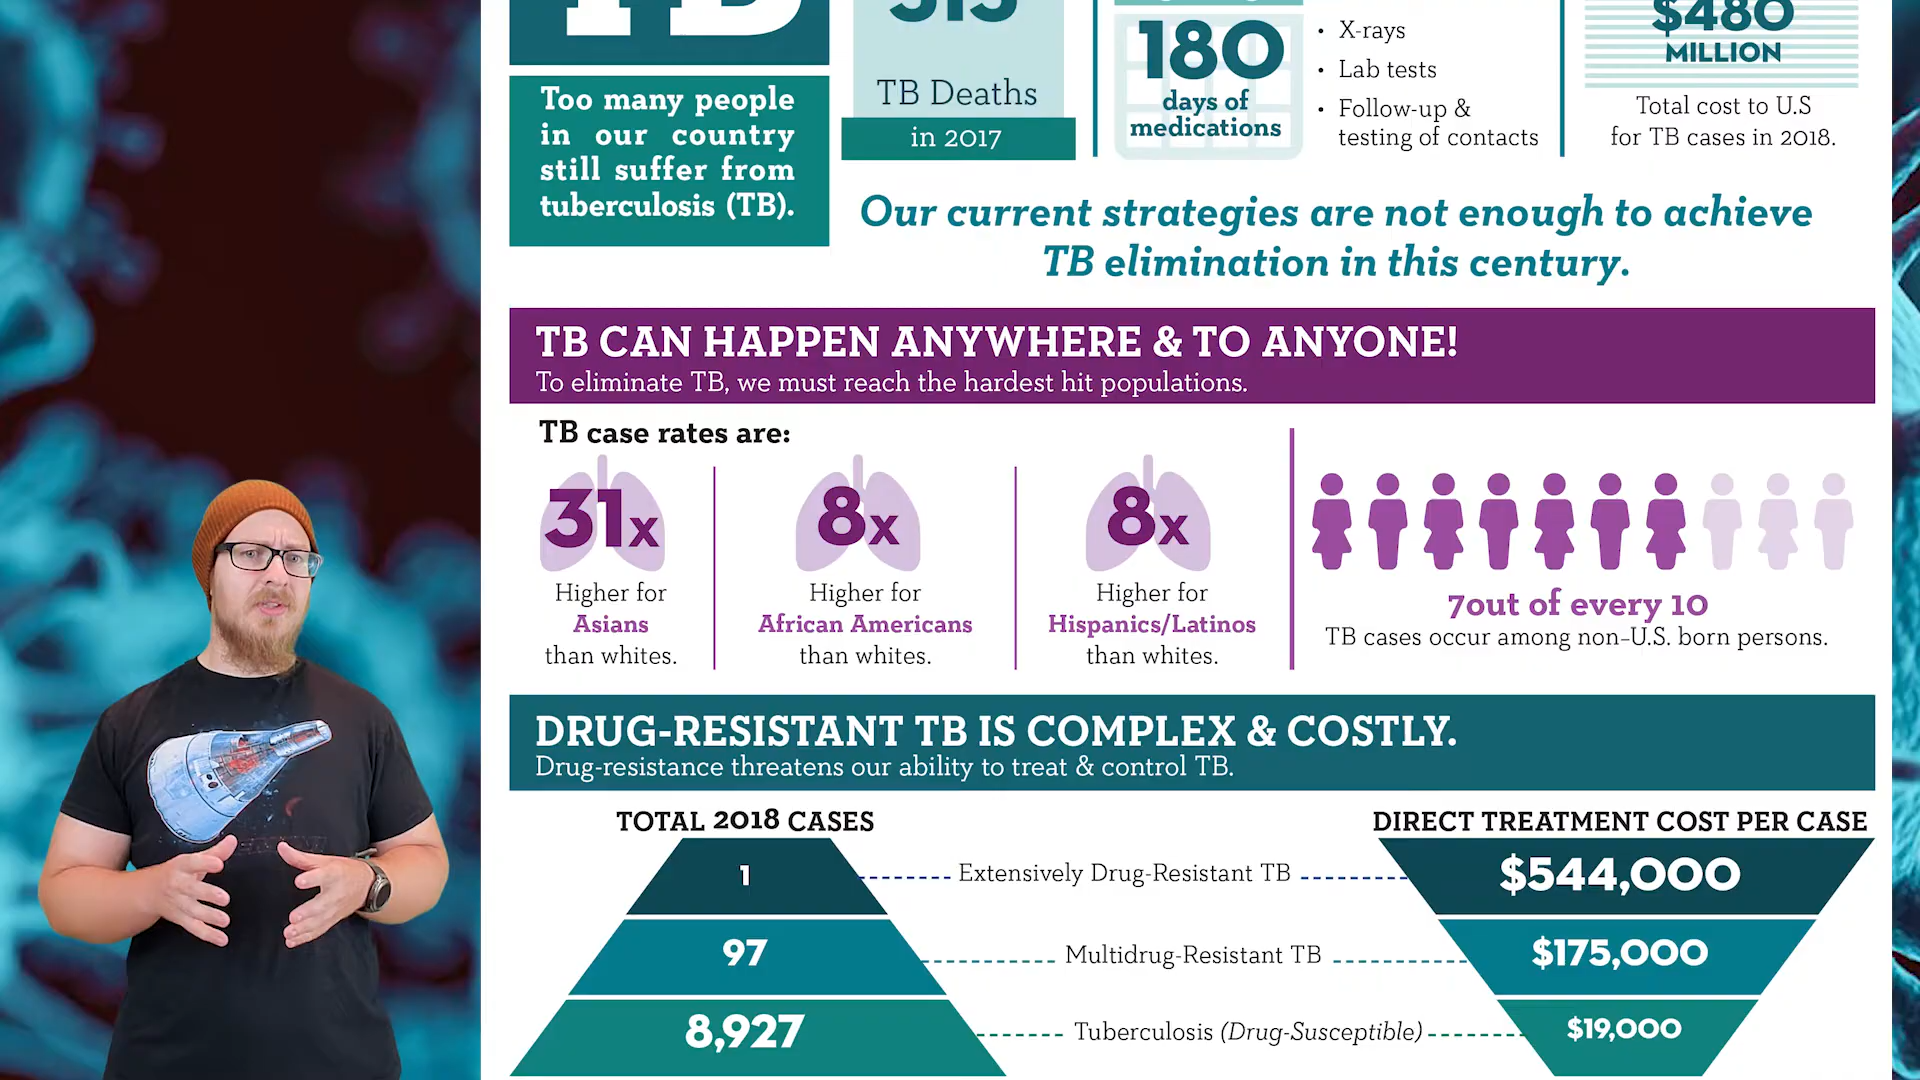 TB
515
TB Deaths
in 2017
180
days of
medications
• X-rays
• Lab tests
• Follow-up &
testing of contacts
$480
MILLION
Total cost to U.S
for TB cases in 2018.
Too many people
in our country
still suffer from
tuberculosis (TB).
Our current strategies are not enough to achieve
TB elimination in this century.
TB CAN HAPPEN ANYWHERE & TO ANYONE!
To eliminate TB, we must reach the hardest hit populations.
TB case rates are:
31x
Higher for
Asians
than whites.
8x
Higher for
African Americans
than whites.
8x
Higher for
Hispanics/Latinos
than whites.
7out of every 10
TB cases occur among non-U.S. born persons.
DRUG-RESISTANT TB IS COMPLEX & COSTLY.
Drug-resistance threatens our ability to treat & control TB.
TOTAL 2018 CASES
DIRECT TREATMENT COST PER CASE
1
Extensively Drug-Resistant TB
$544,000
97
Multidrug-Resistant TB
$175,000
8,927
Tuberculosis (Drug-Susceptible)
$19,000